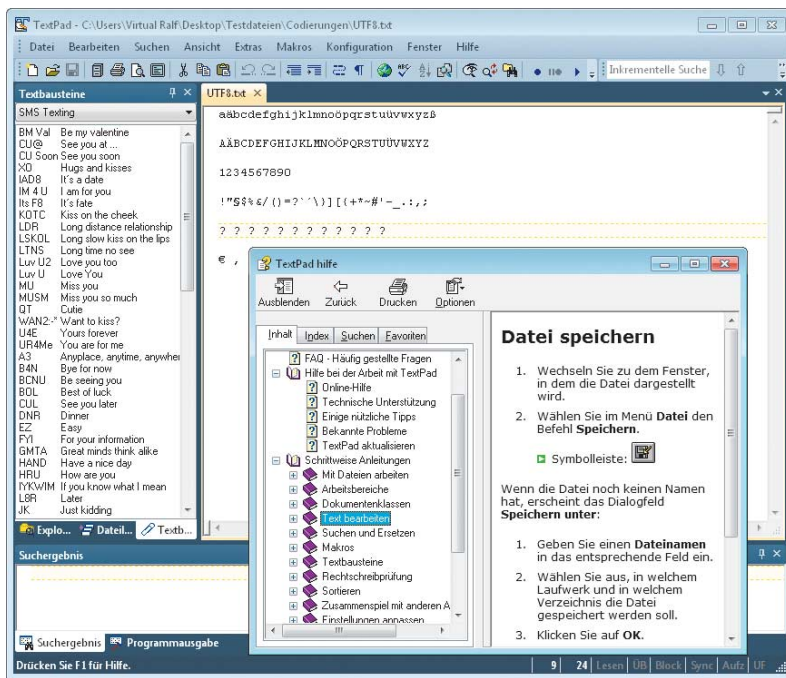 TextPad - C:\Users\Virtual Ralf\Desktop\Testdateien\Codierungen\UTF8.txt
Datei Bearbeiten Suchen Ansicht Extras Makros Konfiguration Fenster Hilfe
Inkrementelle Suche
Textbausteine
SMS Texting
BM Val Be my valentine
CU@ See you at ...
CU Soon See you soon
XO Hugs and kisses
IAD8 It's a date
IM 4 U I am for you
Its F8 It's fate
KOTC Kiss on the cheek
LDR Long distance relationship
LSKOL Long slow kiss on the lips
LTNS Long time no see
Luv U2 Love you too
Luv U Love You
MU Miss you
MUSM Miss you so much
QT Cutie
WAN2:-* Want to kiss?
U4E Yours forever
UR4Me You are for me
A3 Anyplace, anytime, anywher
B4N Bye for now
BCNU Be seeing you
BOL Best of luck
CUL See you later
DNR Dinner
EZ Easy
FYI For your information
GMTA Great minds think alike
HAND Have a nice day
HRU How are you
IYKWIM If you know what I mean
L8R Later
JK Just kidding
Explo... Dateil... Textb...
UTF8.txt
aäbcdefghijklmnoöpqrstuüvwxyzß
AÄBCDEFGHIJKLMNOÖPQRSTUÜVWXYZ
1234567890
!"§$%&/()=?`´\)][(+*~#'-_.:,;
? ? ? ? ? ? ? ? ? ? ? ?
€ ,
TextPad hilfe
Ausblenden Zurück Drucken Optionen
Inhalt Index Suchen Favoriten
FAQ - Häufig gestellte Fragen
Hilfe bei der Arbeit mit TextPad
Online-Hilfe
Technische Unterstützung
Einige nützliche Tipps
Bekannte Probleme
TextPad aktualisieren
Schrittweise Anleitungen
Mit Dateien arbeiten
Arbeitsbereiche
Dokumentenklassen
Text bearbeiten
Suchen und Ersetzen
Makros
Textbausteine
Rechtschreibprüfung
Sortieren
Zusammenspiel mit anderen A
Einstellungen anpassen
Datei speichern
1. Wechseln Sie zu dem Fenster,
in dem die Datei dargestellt
wird.
2. Wählen Sie im Menü Datei den
Befehl Speichern.
Symbolleiste:
Wenn die Datei noch keinen Namen
hat, erscheint das Dialogfeld
Speichern unter:
1. Geben Sie einen Dateinamen
in das entsprechende Feld ein.
2. Wählen Sie aus, in welchem
Laufwerk und in welchem
Verzeichnis die Datei
gespeichert werden soll.
3. Klicken Sie auf OK.
Suchergebnis
Suchergebnis Programmausgabe
Drücken Sie F1 für Hilfe.
9 24 Lesen ÜB Block Sync Aufz UF